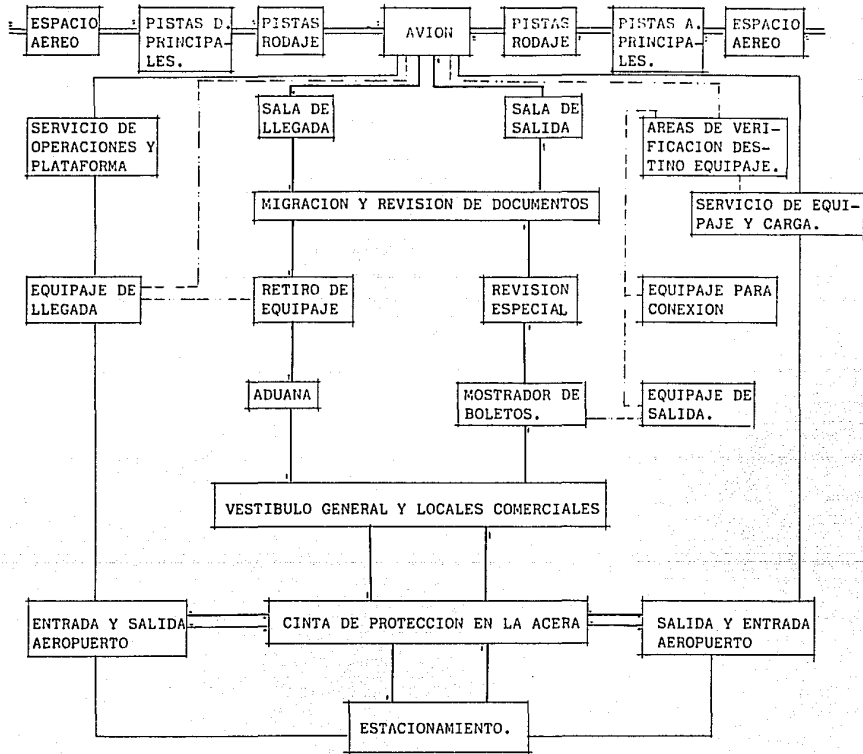 ESPACIO
AEREO
PISTAS D.
PRINCIPA-
LES.
PISTAS
RODAJE
AVION
PISTAS
RODAJE
PISTAS A.
PRINCIPA-
LES.
ESPACIO
AEREO
SERVICIO DE
OPERACIONES Y
PLATAFORMA
SALA DE
LLEGADA
SALA DE
SALIDA
AREAS DE VERI-
FICACION DES-
TINO EQUIPAJE.
MIGRACION Y REVISION DE DOCUMENTOS
SERVICIO DE EQUI-
PAJE Y CARGA.
EQUIPAJE DE
LLEGADA
RETIRO DE
EQUIPAJE
REVISION
ESPECIAL
EQUIPAJE PARA
CONEXION
ADUANA
MOSTRADOR DE
BOLETOS.
EQUIPAJE DE
SALIDA.
VESTIBULO GENERAL Y LOCALES COMERCIALES
ENTRADA Y SALIDA
AEROPUERTO
CINTA DE PROTECCION EN LA ACERA
SALIDA Y ENTRADA
AEROPUERTO
ESTACIONAMIENTO.